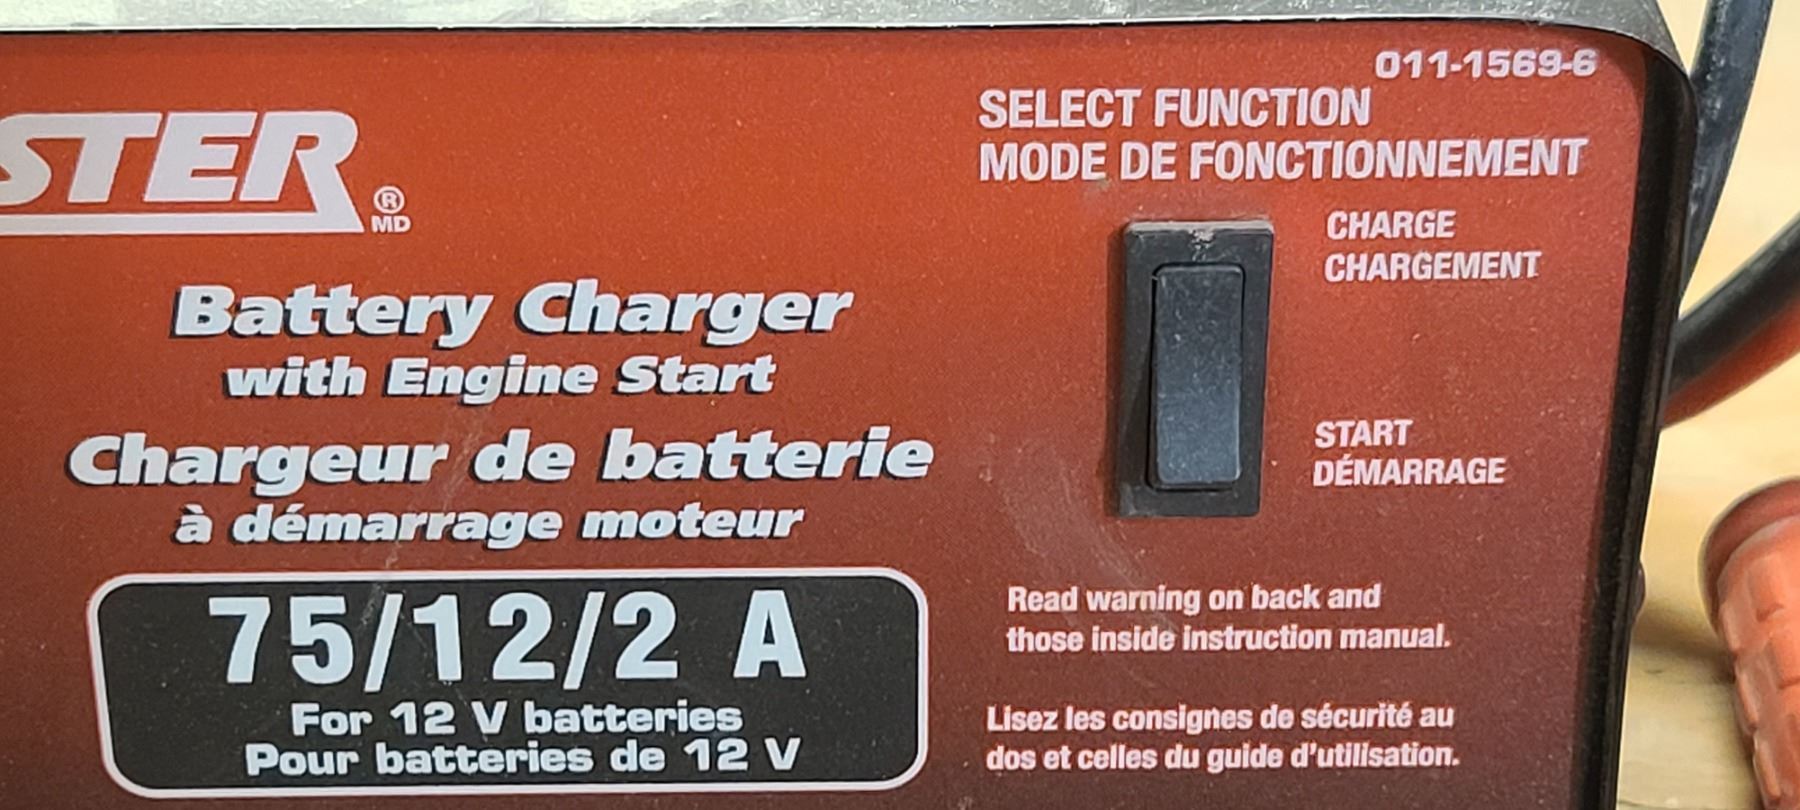 011-1569-6
STER
® MD
SELECT FUNCTION
MODE DE FONCTIONNEMENT
CHARGE
CHARGEMENT
START
DÉMARRAGE
Battery Charger
with Engine Start
Chargeur de batterie
à démarrage moteur
75/12/2 A
For 12 V batteries
Pour batteries de 12 V
Read warning on back and
those inside instruction manual.
Lisez les consignes de sécurité au
dos et celles du guide d'utilisation.